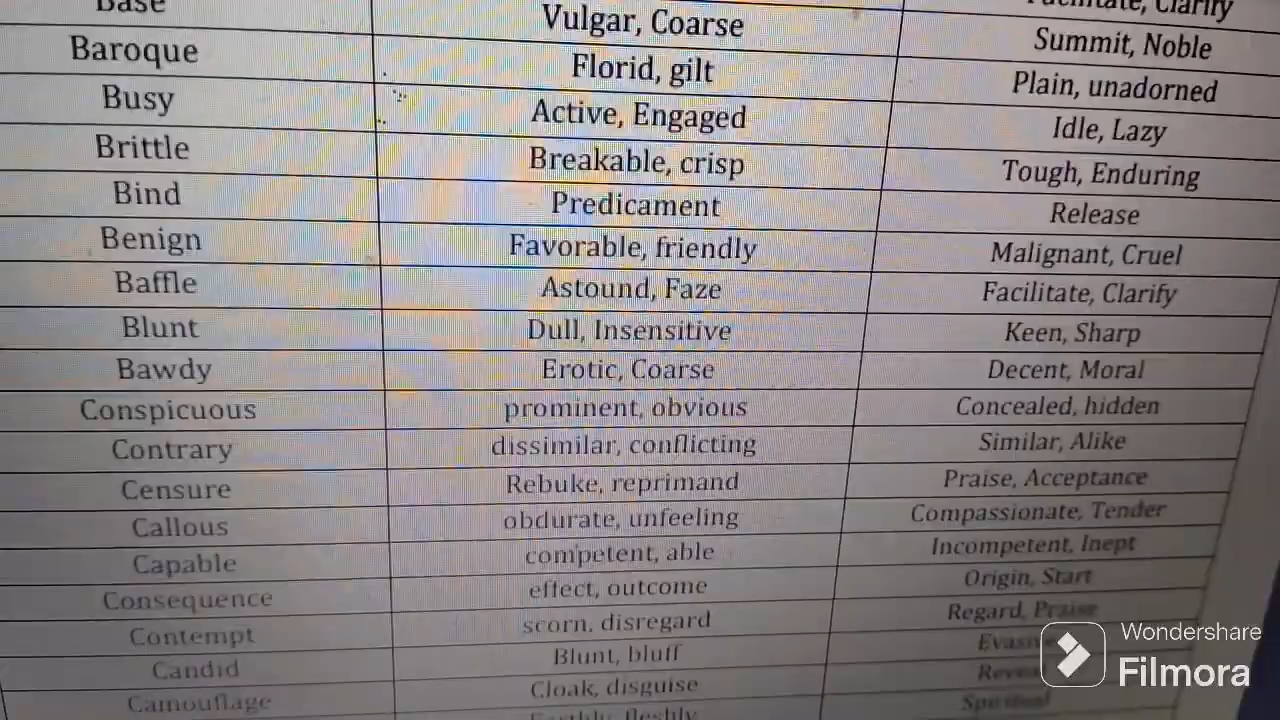 Base Vulgar, Coarse Summit, Noble
Baroque Florid, gilt Plain, unadorned
Busy Active, Engaged Idle, Lazy
Brittle Breakable, crisp Tough, Enduring
Bind Predicament Release
Benign Favorable, friendly Malignant, Cruel
Baffle Astound, Faze Facilitate, Clarify
Blunt Dull, Insensitive Keen, Sharp
Bawdy Erotic, Coarse Decent, Moral
Conspicuous prominent, obvious Concealed, hidden
Contrary dissimilar, conflicting Similar, Alike
Censure Rebuke, reprimand Praise, Acceptance
Callous obdurate, unfeeling Compassionate, Tender
Capable competent, able Incompetent, Inept
Consequence effect, outcome Origin, Start
Contempt scorn, disregard Regard, Praise
Candid Blunt, bluff
Camouflage Cloak, disguise
Wondershare
Filmora